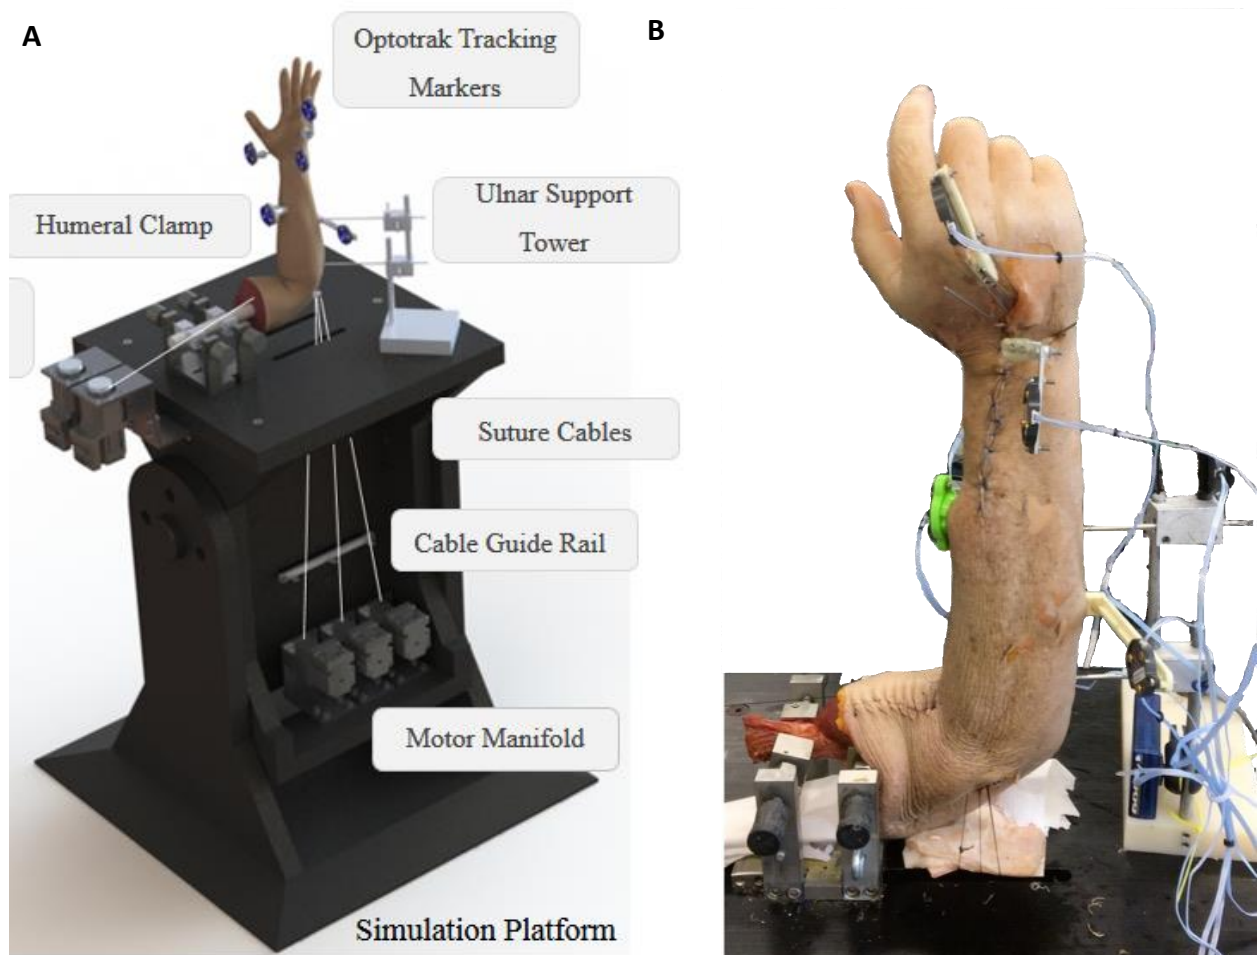 A
B
Optotrak Tracking
Markers
Ulnar Support
Tower
Humeral Clamp
Suture Cables
Cable Guide Rail
Motor Manifold
Simulation Platform